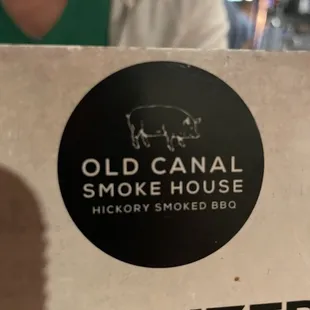 OLD CANAL
SMOKE HOUSE
HICKORY SMOKED BBQ